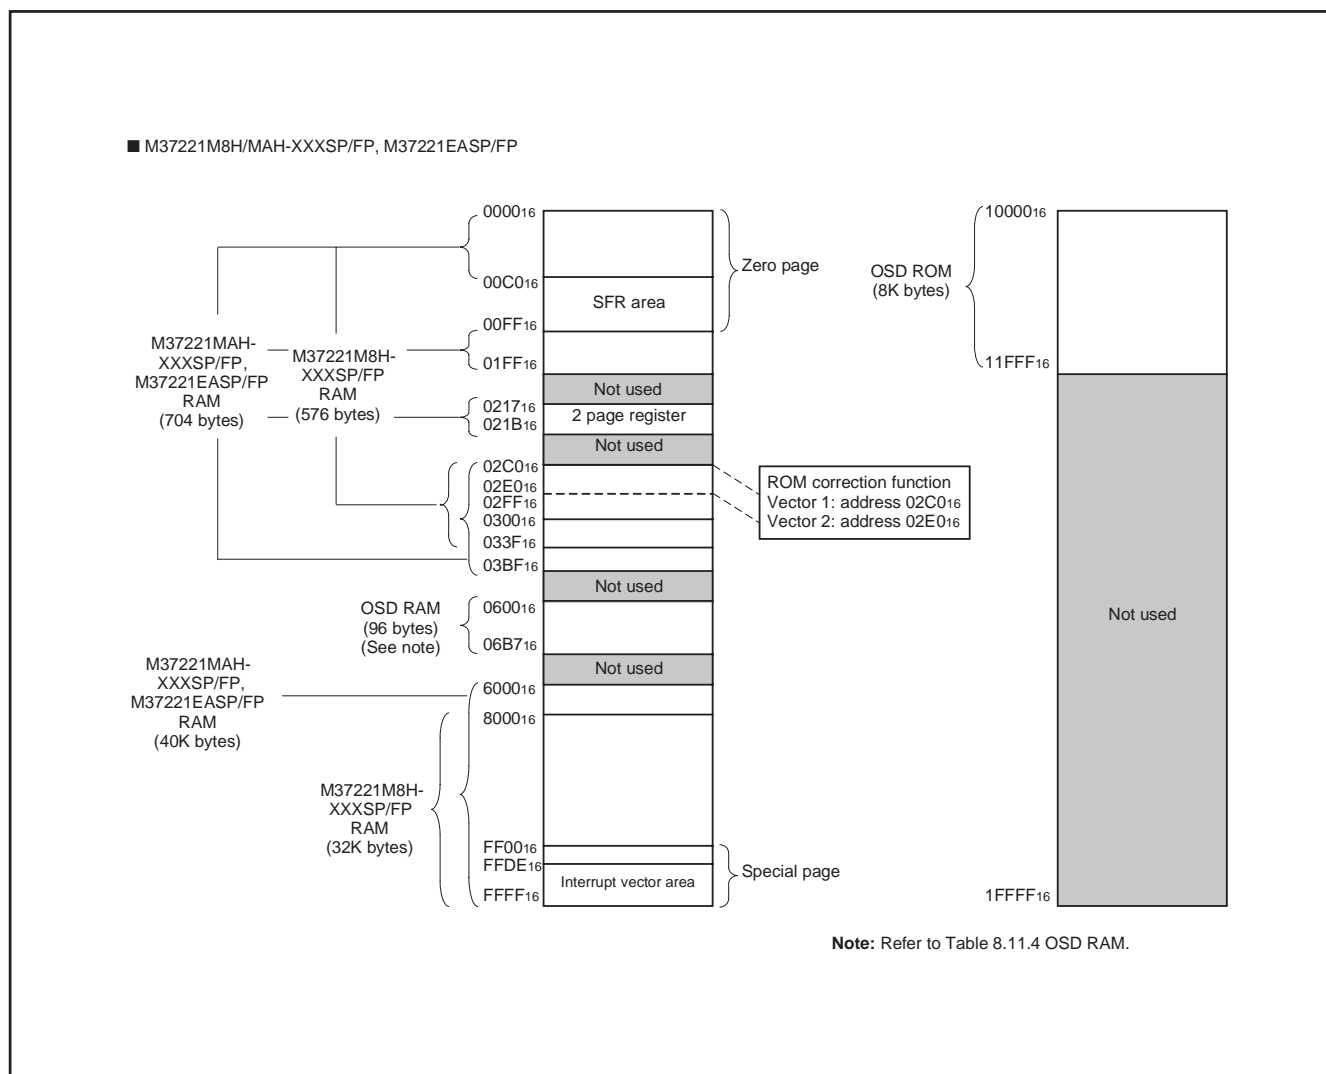 ■ M37221M8H/MAH-XXXSP/FP, M37221EASP/FP
000016
00C016
00FF16
01FF16
021716
021B16
02C016
02E016
02FF16
030016
033F16
03BF16
060016
06B716
600016
800016
FF0016
FFDE16
FFFF16
M37221MAH-
XXXSP/FP,
M37221EASP/FP
RAM
(704 bytes)
M37221M8H-
XXXSP/FP
RAM
(576 bytes)
OSD RAM
(96 bytes)
(See note)
M37221MAH-
XXXSP/FP,
M37221EASP/FP
RAM
(40K bytes)
M37221M8H-
XXXSP/FP
RAM
(32K bytes)
SFR area
Not used
2 page register
Not used
Not used
Not used
Interrupt vector area
Zero page
ROM correction function
Vector 1: address 02C016
Vector 2: address 02E016
Special page
1000016
OSD ROM
(8K bytes)
11FFF16
Not used
1FFFF16
Note: Refer to Table 8.11.4 OSD RAM.